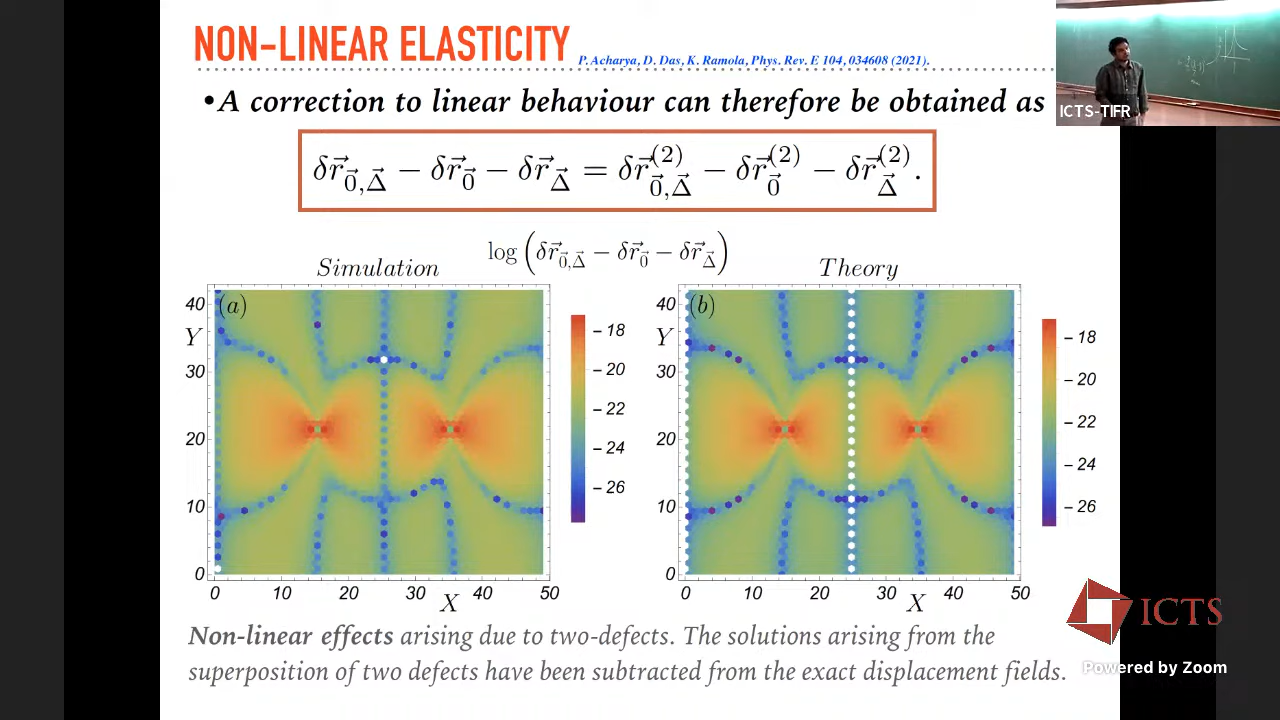 NON-LINEAR ELASTICITY
P. Acharya, D. Das, K. Ramola, Phys. Rev. E 104, 034608 (2021).
•A correction to linear behaviour can therefore be obtained as
δr⃗_{0⃗,Δ⃗} − δr⃗_{0⃗} − δr⃗_{Δ⃗} = δr⃗^{(2)}_{0⃗,Δ⃗} − δr⃗^{(2)}_{0⃗} − δr⃗^{(2)}_{Δ⃗}.
log (δr⃗_{0⃗,Δ⃗} − δr⃗_{0⃗} − δr⃗_{Δ⃗})
Simulation
(a)
Y
40
30
20
10
0
0 10 20 30 40 50
X
– 18
– 20
– 22
– 24
– 26
Theory
(b)
Y
40
30
20
10
0
0 10 20 30 40 50
X
– 18
– 20
– 22
– 24
– 26
Non-linear effects arising due to two-defects. The solutions arising from the
superposition of two defects have been subtracted from the exact displacement fields.
ICTS-TIFR
ICTS
Powered by Zoom